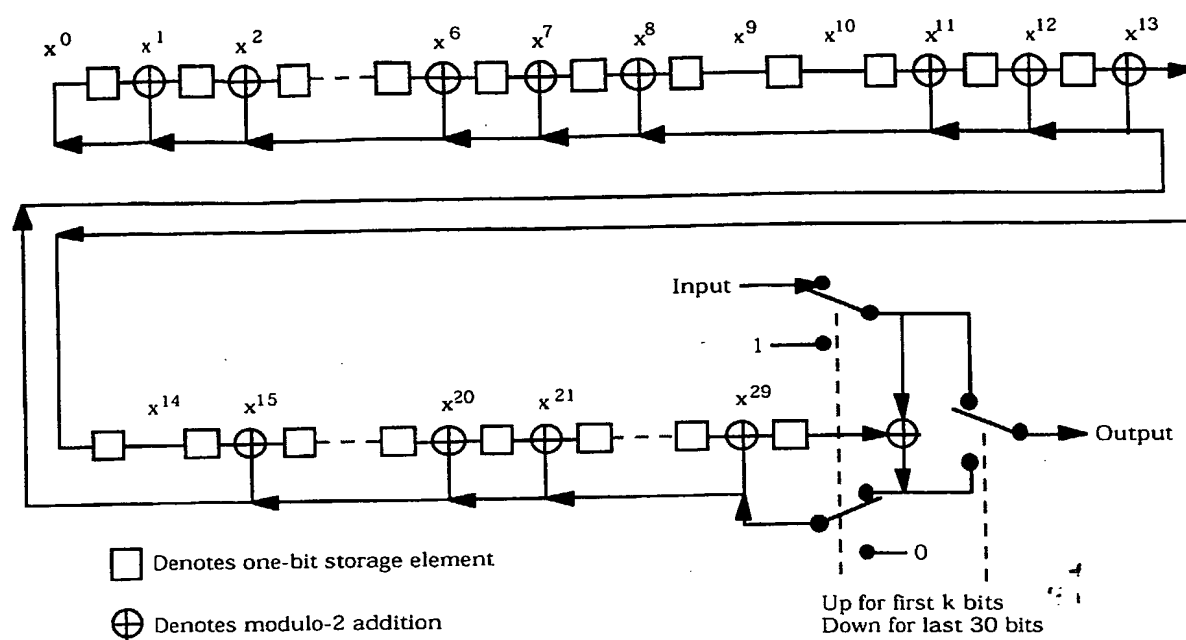 x⁰ x¹ x² x⁶ x⁷ x⁸ x⁹ x¹⁰ x¹¹ x¹² x¹³
Input
1
x¹⁴ x¹⁵ x²⁰ x²¹ x²⁹
Output
0
Denotes one-bit storage element
Up for first k bits
Down for last 30 bits
Denotes modulo-2 addition